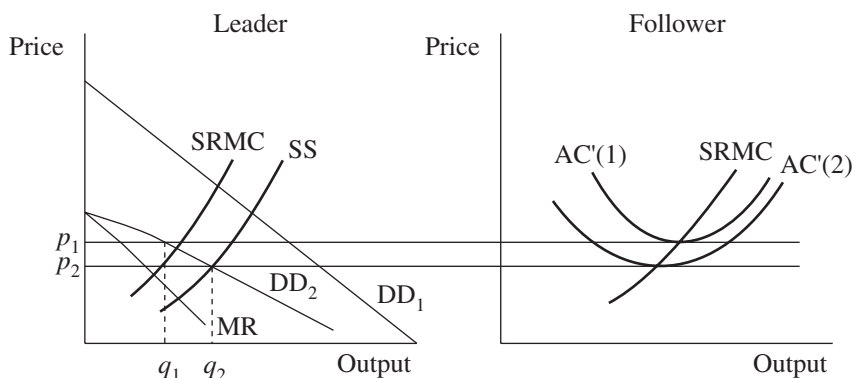 Leader
Price
SRMC
SS
p1
p2
DD2
DD1
MR
q1
q2
Output
Follower
Price
AC'(1)
SRMC
AC'(2)
Output